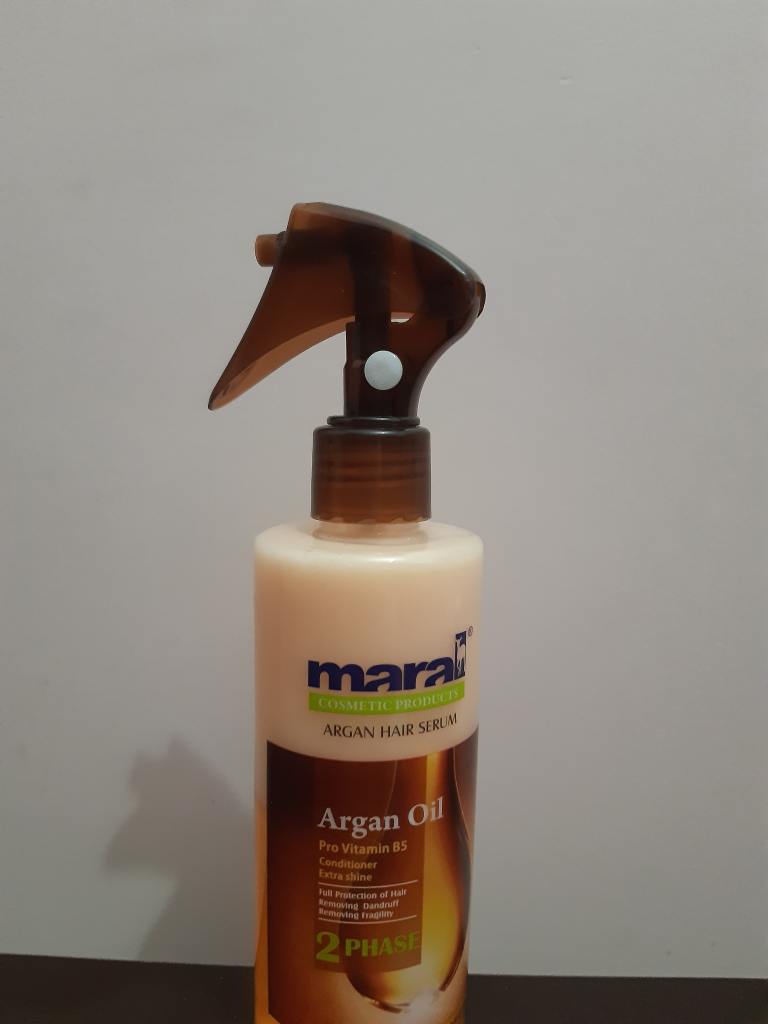 maral®
COSMETIC PRODUCTS
ARGAN HAIR SERUM
Argan Oil
Pro Vitamin B5
Conditioner
Extra shine
Full Protection of Hair
Removing Dandruff
Removing Fragility
2 PHASE